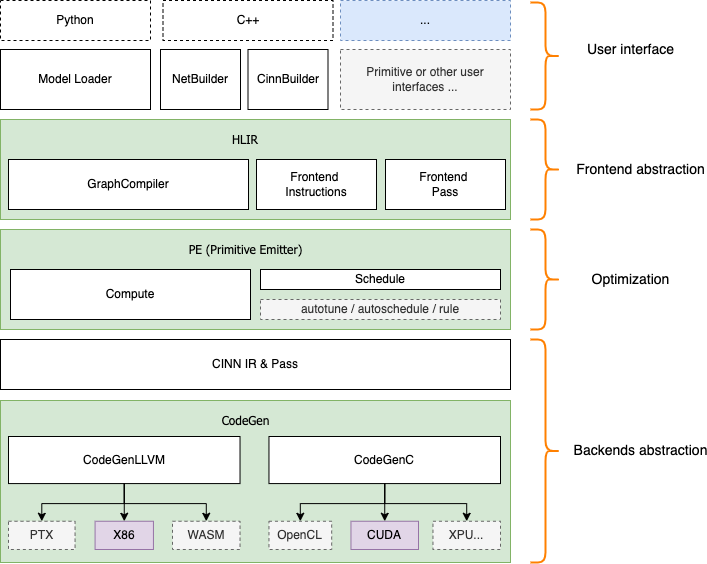 Python
C++
...
User interface
Model Loader
NetBuilder
CinnBuilder
Primitive or other user
interfaces ...
HLIR
GraphCompiler
Frontend
Instructions
Frontend
Pass
Frontend abstraction
PE (Primitive Emitter)
Compute
Schedule
autotune / autoschedule / rule
Optimization
CINN IR & Pass
CodeGen
CodeGenLLVM
CodeGenC
Backends abstraction
PTX
X86
WASM
OpenCL
CUDA
XPU...